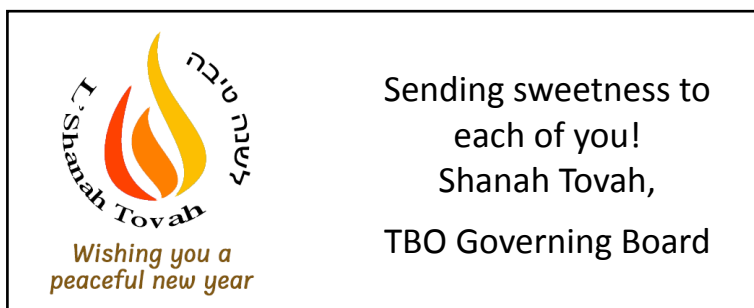 L'Shanah Tovah
לשנה טיבה
Wishing you a
peaceful new year
Sending sweetness to
each of you!
Shanah Tovah,
TBO Governing Board